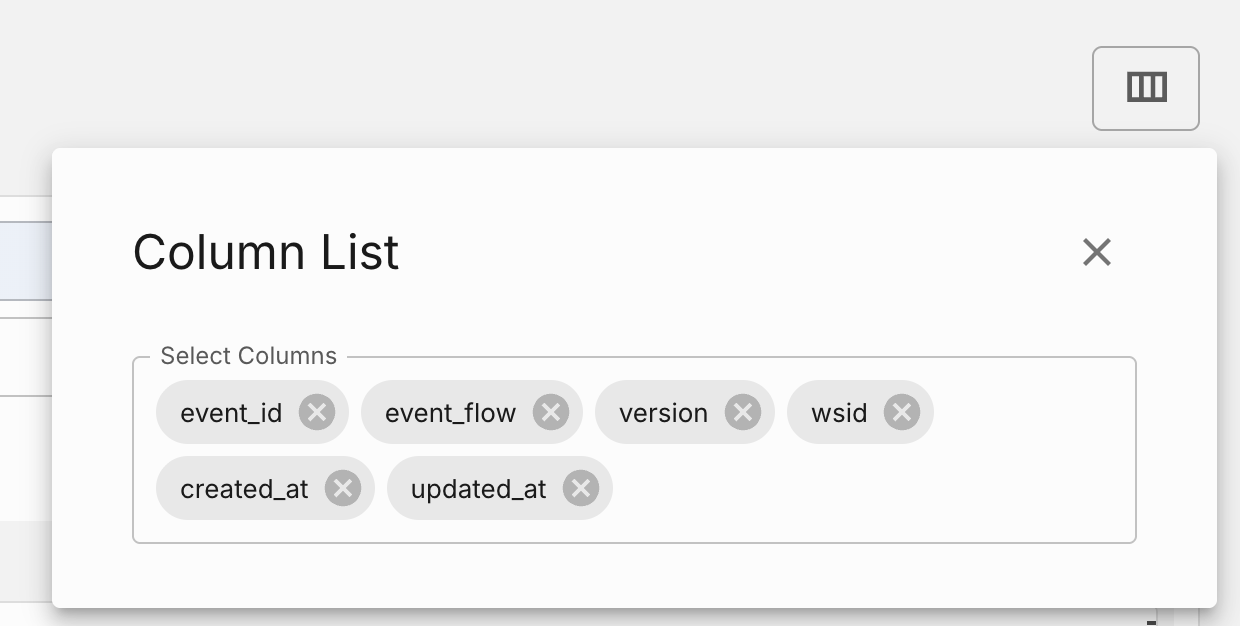 Column List
Select Columns
event_id event_flow version wsid
created_at updated_at